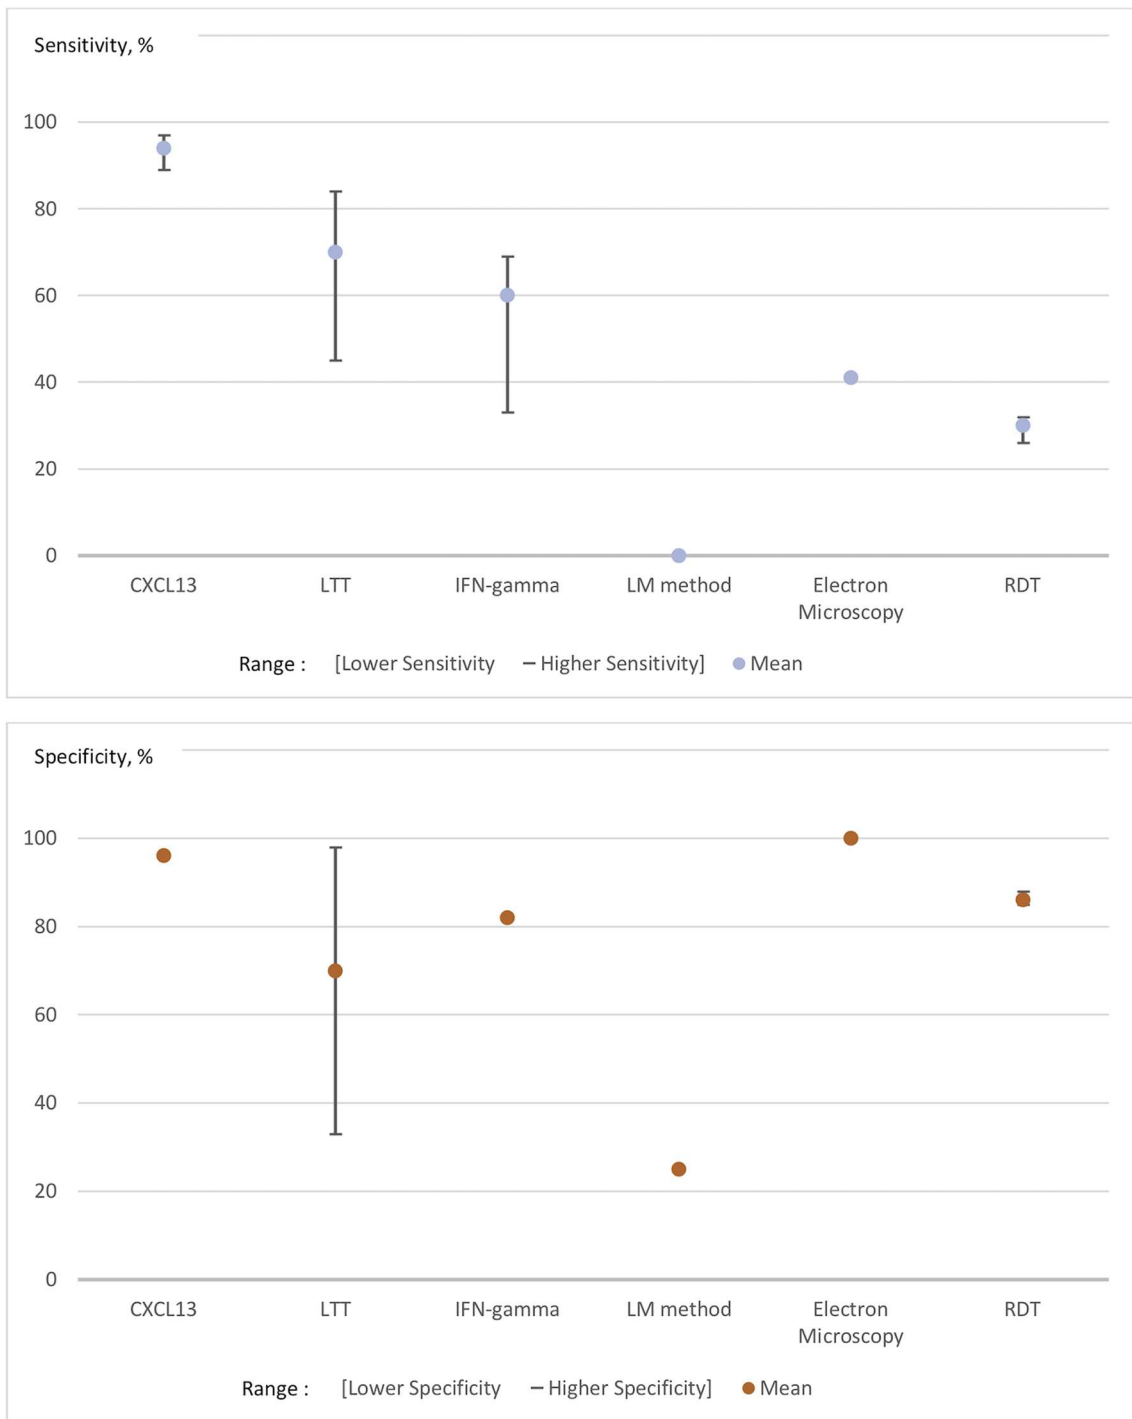 Sensitivity, %
100
80
60
40
20
0
CXCL13 LTT IFN-gamma LM method Electron Microscopy RDT
Range : [Lower Sensitivity – Higher Sensitivity] Mean
Specificity, %
100
80
60
40
20
0
CXCL13 LTT IFN-gamma LM method Electron Microscopy RDT
Range : [Lower Specificity – Higher Specificity] Mean